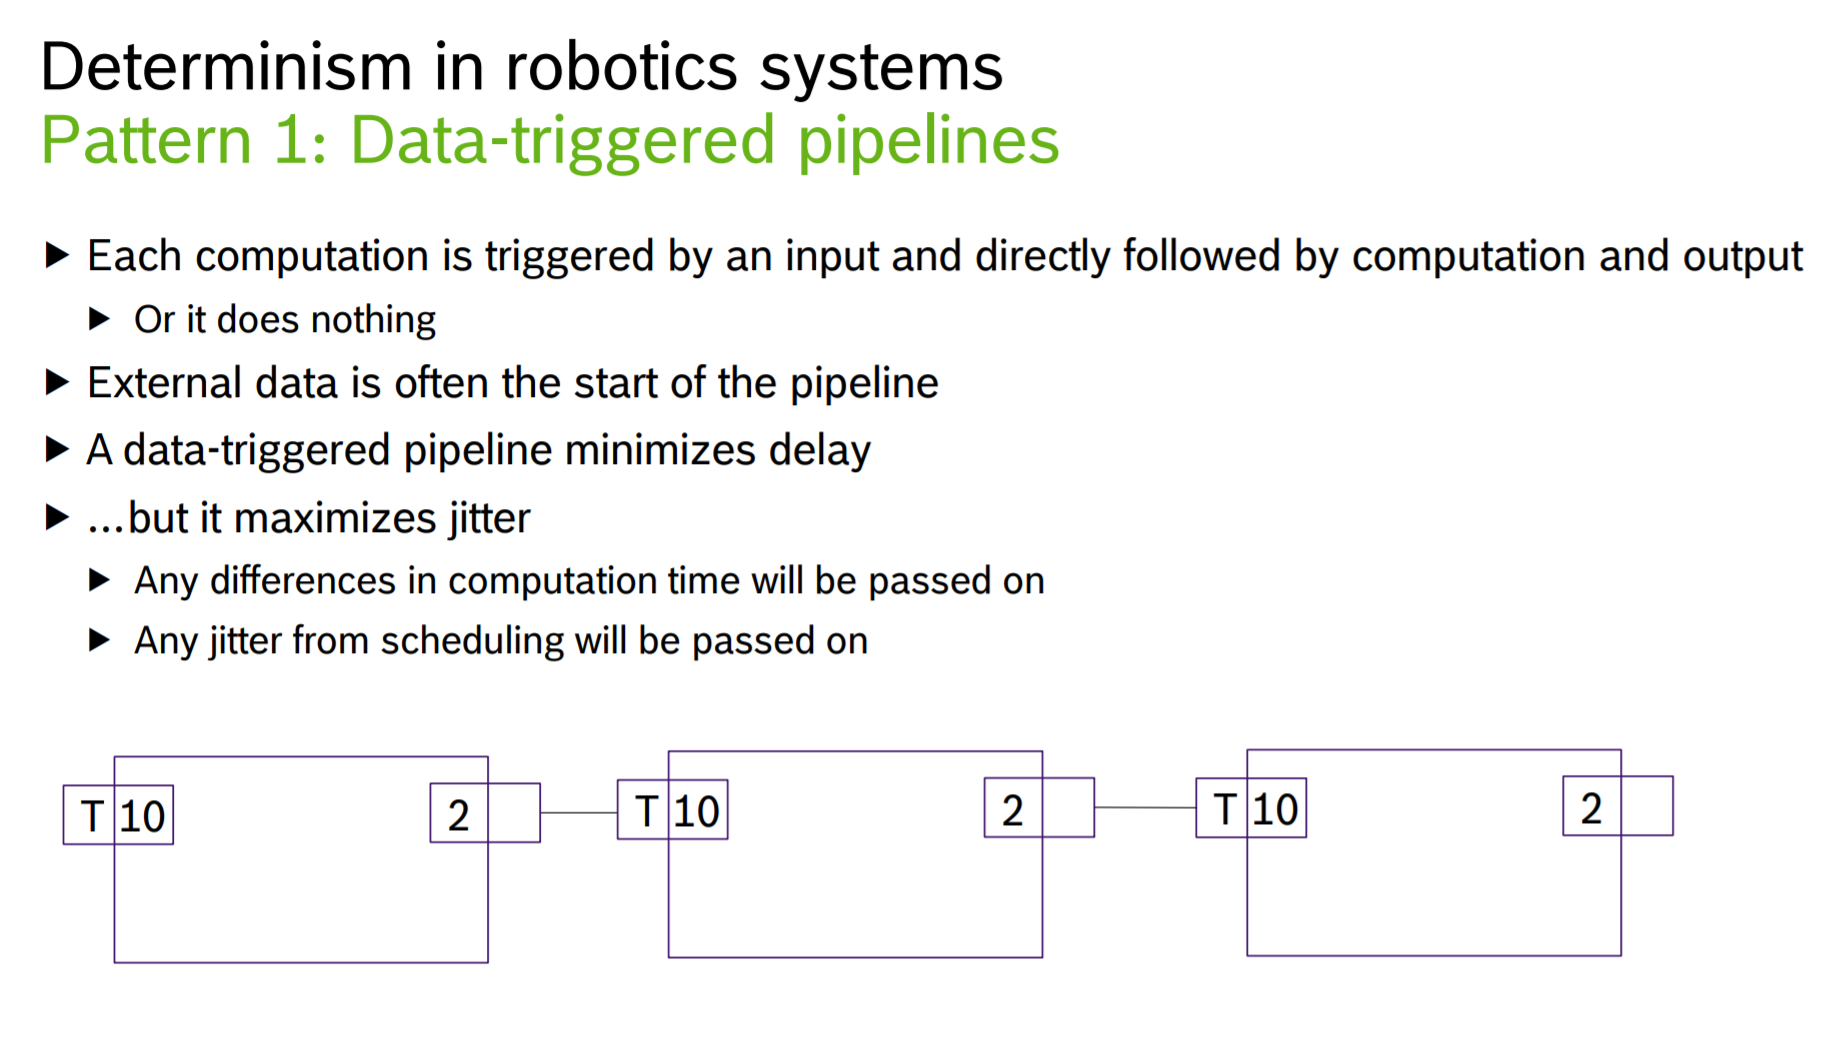 Determinism in robotics systems
Pattern 1: Data-triggered pipelines
Each computation is triggered by an input and directly followed by computation and output
Or it does nothing
External data is often the start of the pipeline
A data-triggered pipeline minimizes delay
...but it maximizes jitter
Any differences in computation time will be passed on
Any jitter from scheduling will be passed on
T 10 2 T 10 2 T 10 2